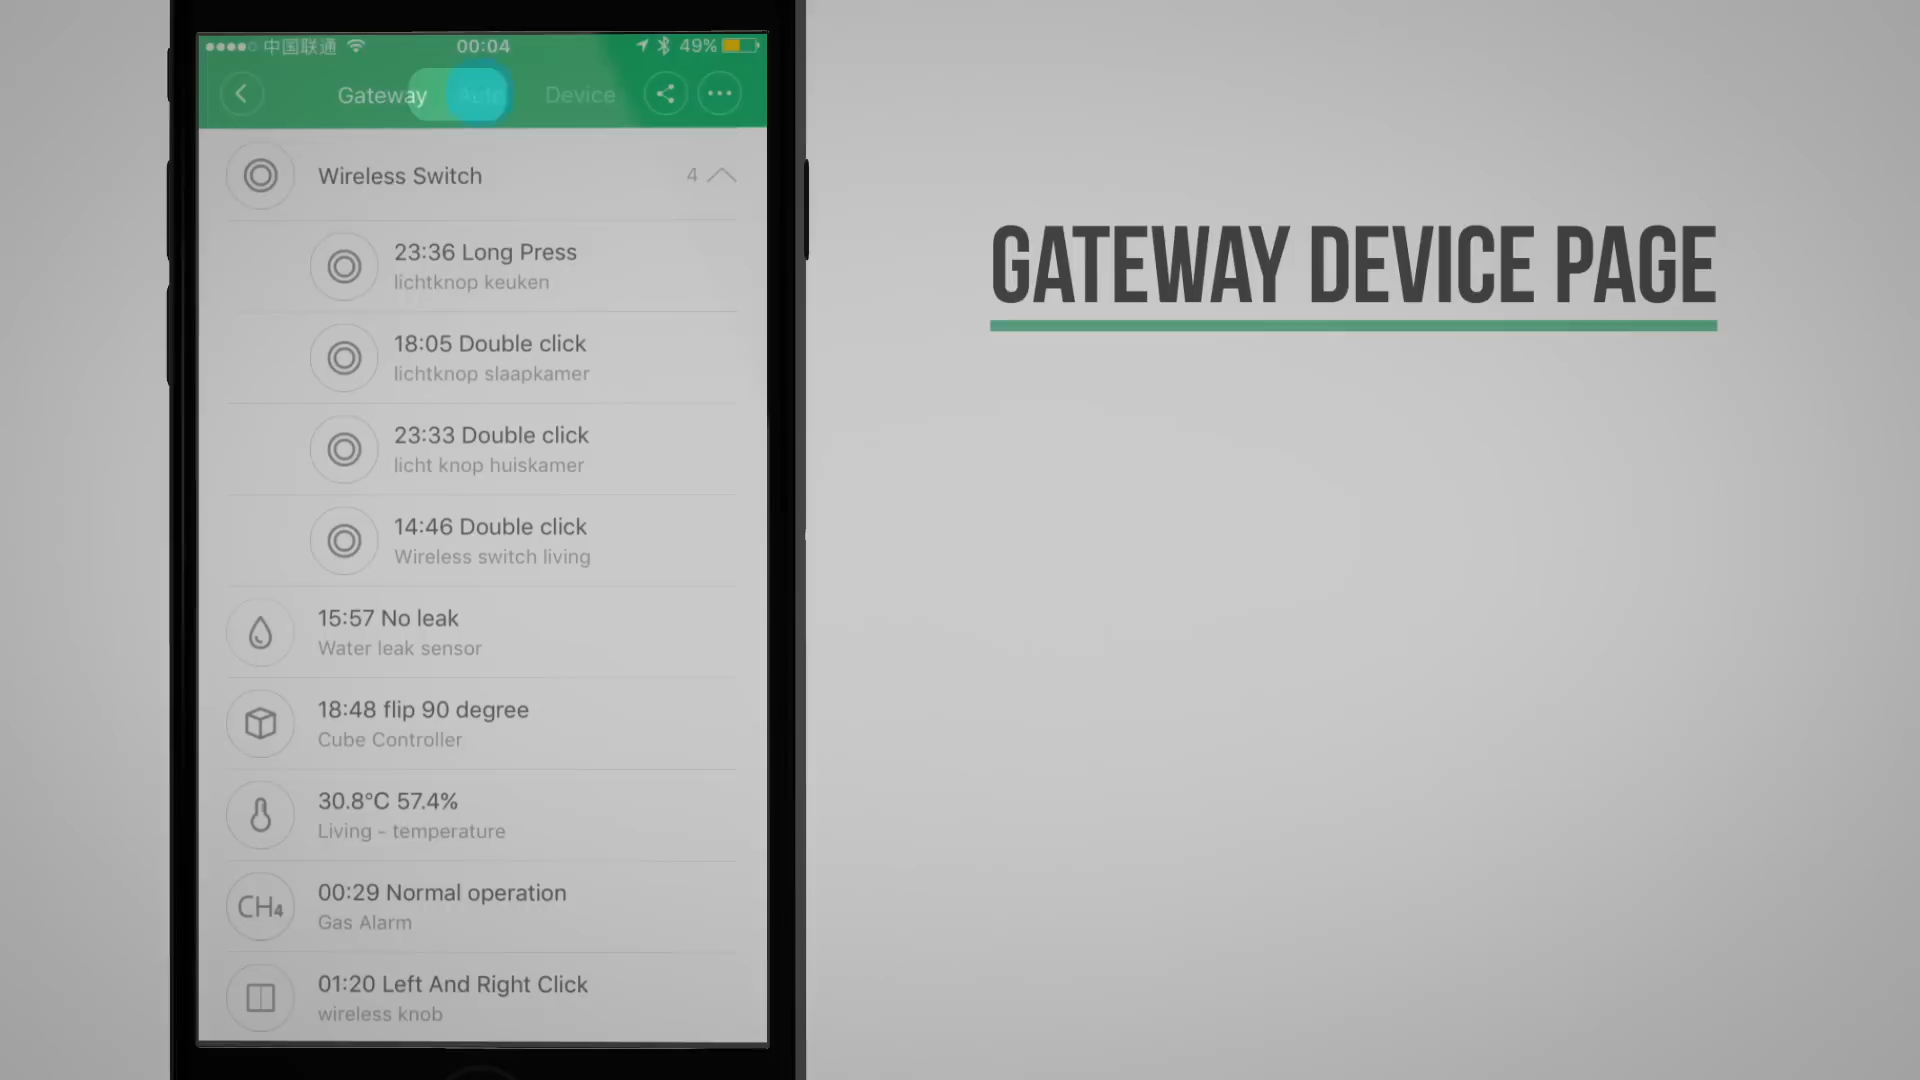 中国联通 00:04 49%
Gateway Auto Device
Wireless Switch 4
23:36 Long Press
lichtknop keuken
18:05 Double click
lichtknop slaapkamer
23:33 Double click
licht knop huiskamer
14:46 Double click
Wireless switch living
15:57 No leak
Water leak sensor
18:48 flip 90 degree
Cube Controller
30.8°C 57.4%
Living - temperature
CH4 00:29 Normal operation
Gas Alarm
01:20 Left And Right Click
wireless knob
GATEWAY DEVICE PAGE